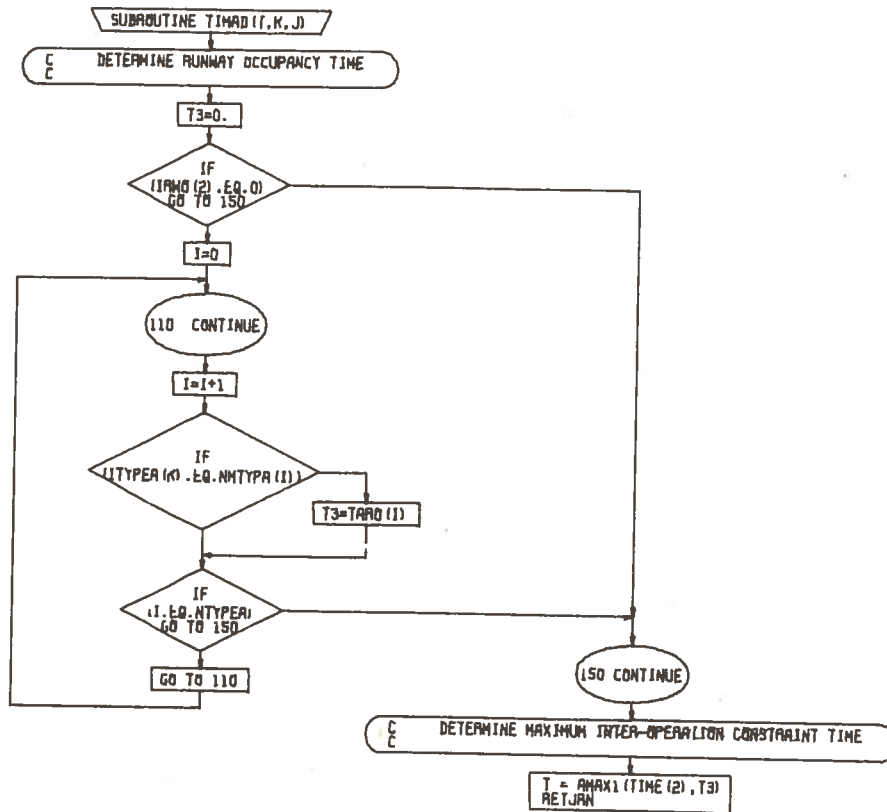 SUBROUTINE TIMAD(T,K,J)
C DETERMINE RUNWAY OCCUPANCY TIME
C
T3=0.
IF
(IRWO(2).EQ.0)
GO TO 150
I=0
110 CONTINUE
I=I+1
IF
(ITYPEA(K).EQ.NMTYPA(I))
T3=TARO(I)
IF
(I.EQ.NTYPEA)
GO TO 150
GO TO 110
150 CONTINUE
C DETERMINE MAXIMUM INTER-OPERATION CONSTRAINT TIME
C
T = AMAX1(TIME(2),T3)
RETURN